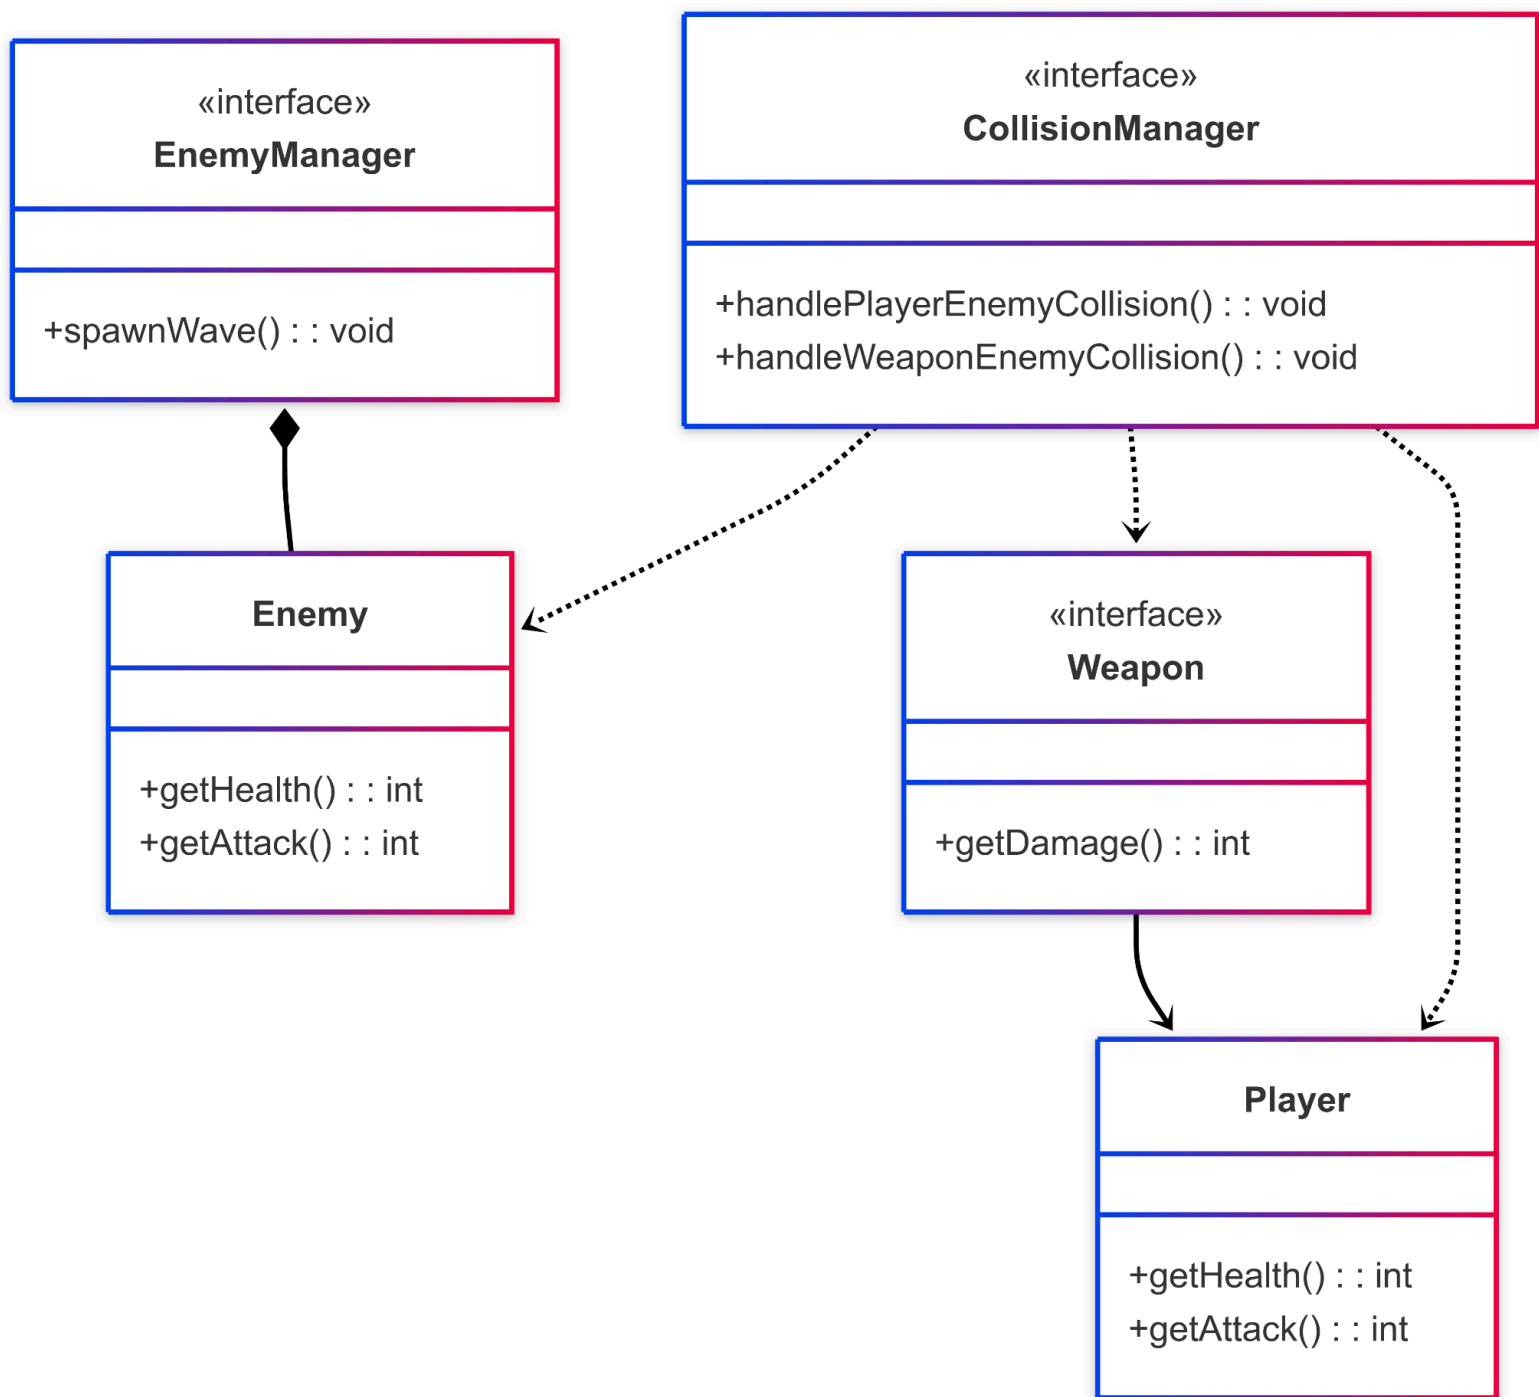 «interface»
EnemyManager
+spawnWave() : : void
«interface»
CollisionManager
+handlePlayerEnemyCollision() : : void
+handleWeaponEnemyCollision() : : void
Enemy
+getHealth() : : int
+getAttack() : : int
«interface»
Weapon
+getDamage() : : int
Player
+getHealth() : : int
+getAttack() : : int